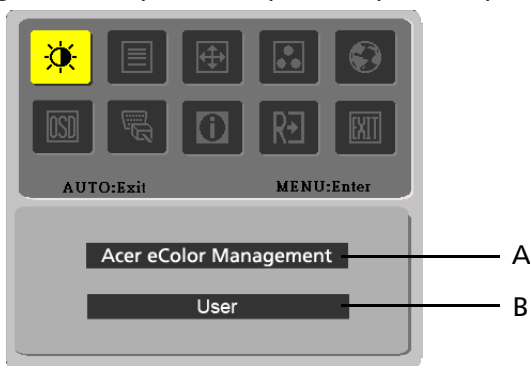 OSD
i
R
EXIT
AUTO:Exit MENU:Enter
Acer eColor Management A
User B